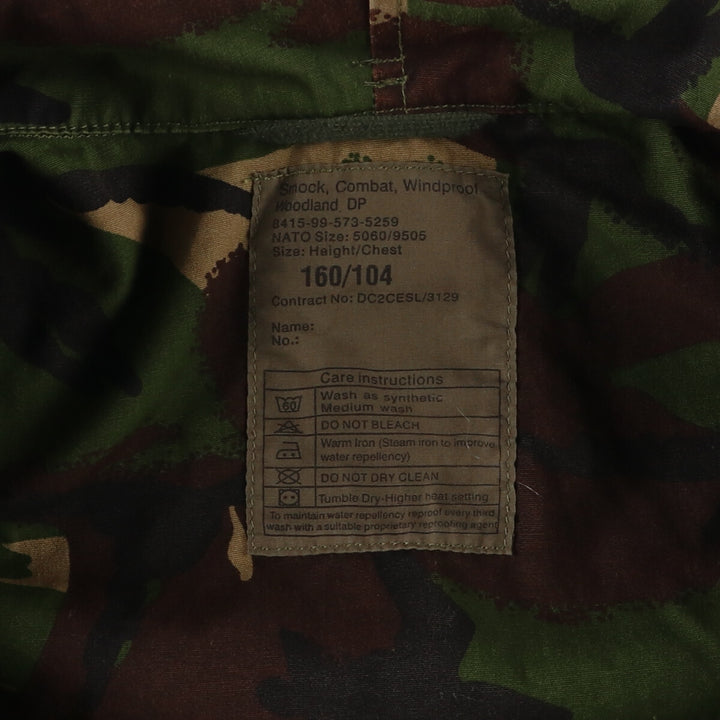 Smock, Combat, Windproof
Woodland, DP
8415-99-573-5259
NATO Size: 5060/9505
Size: Height/Chest
160/104
Contract No: DC2CESL/3129
Name:
No.:
Care instructions
60
Wash as synthetic
Medium wash
DO NOT BLEACH
Warm Iron (Steam iron to improve
water repellency)
DO NOT DRY CLEAN
Tumble Dry-Higher heat setting
To maintain water repellency reproof every third
wash with a suitable proprietary reproofing agent